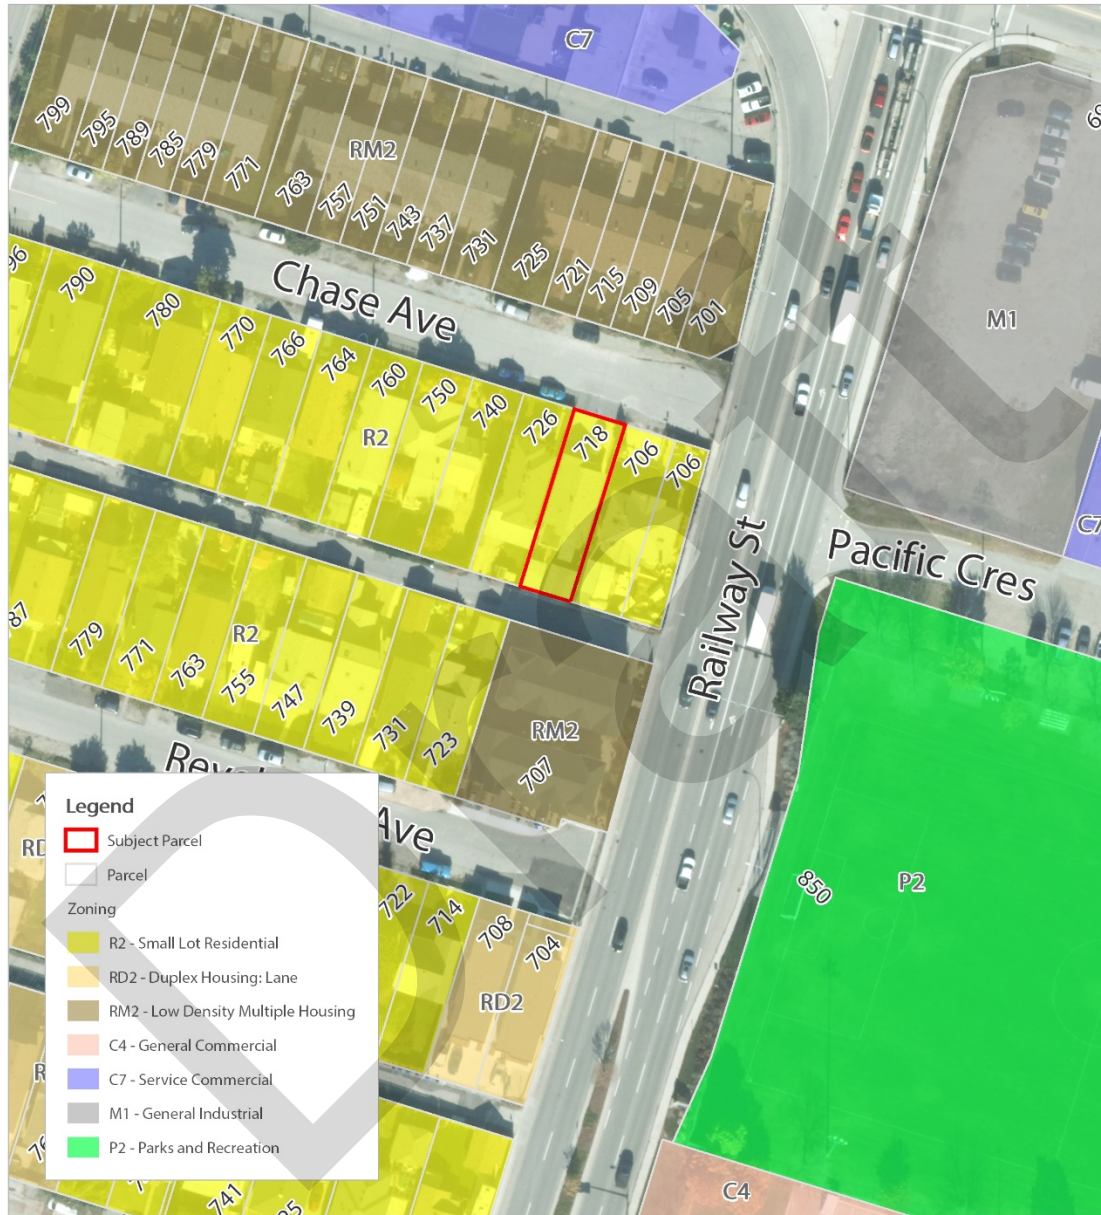 C7
799
795
789
785
779
771
763
757
751
743
737
731
725
721
715
709
705
701
RM2
M1
C7
Chase Ave
96
790
780
770
766
764
760
750
740
726
718
706
706
R2
Railway St
Pacific Cres
87
779
771
763
755
747
739
731
723
R2
RM2
707
Ave
722
714
708
704
RD2
850
P2
C4
741
Legend
Subject Parcel
Parcel
Zoning
R2 - Small Lot Residential
RD2 - Duplex Housing: Lane
RM2 - Low Density Multiple Housing
C4 - General Commercial
C7 - Service Commercial
M1 - General Industrial
P2 - Parks and Recreation
Draft